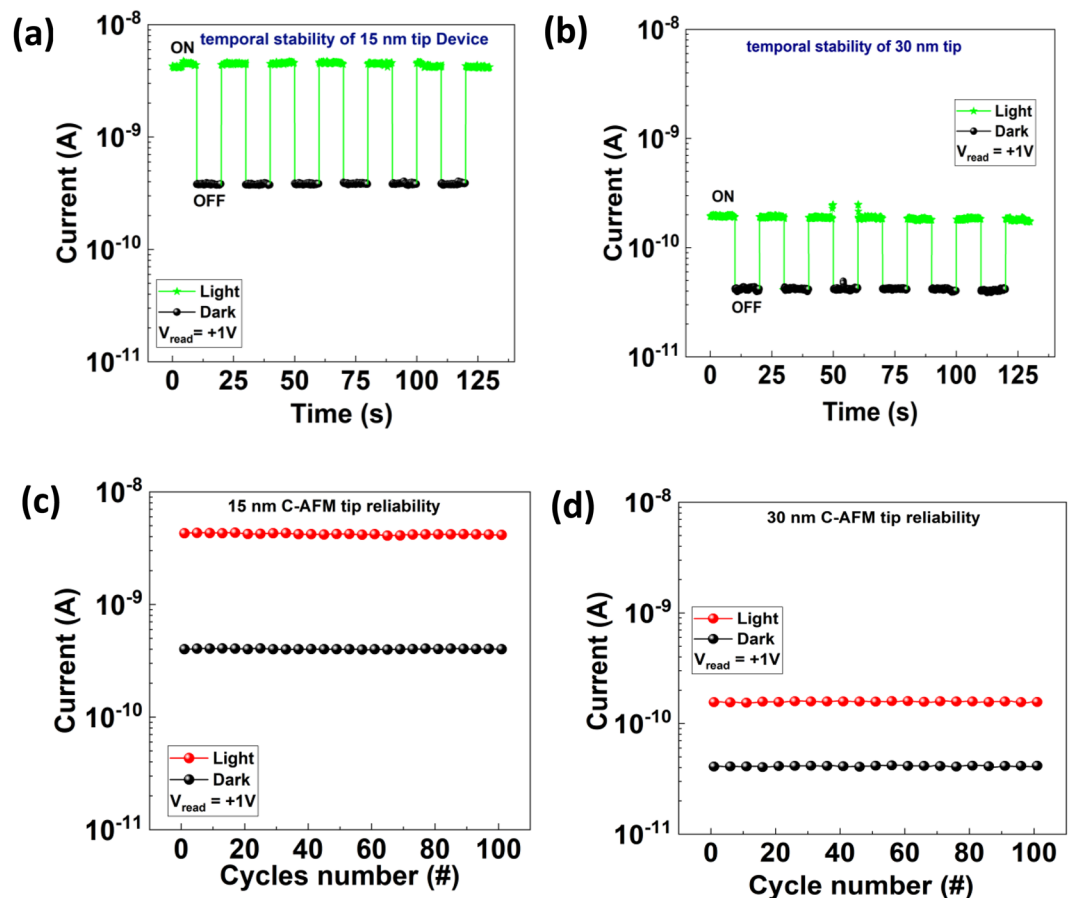 (a)
temporal stability of 15 nm tip Device
ON
OFF
Light
Dark
Vread= +1V
10-8
10-9
10-10
10-11
Current (A)
0 25 50 75 100 125
Time (s)
(b)
temporal stability of 30 nm tip
Light
Dark
Vread = +1V
ON
OFF
10-8
10-9
10-10
10-11
Current (A)
0 25 50 75 100 125
Time (s)
(c)
15 nm C-AFM tip reliability
Light
Dark
Vread = +1V
10-8
10-9
10-10
10-11
Current (A)
0 20 40 60 80 100
Cycles number (#)
(d)
30 nm C-AFM tip reliability
Light
Dark
Vread = +1V
10-8
10-9
10-10
10-11
Current (A)
0 20 40 60 80 100
Cycle number (#)